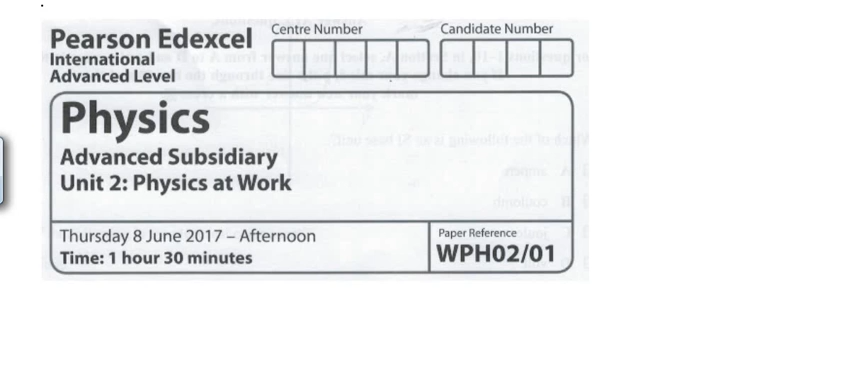 Pearson Edexcel
International
Advanced Level
Centre Number
Candidate Number
Physics
Advanced Subsidiary
Unit 2: Physics at Work
Thursday 8 June 2017 – Afternoon
Time: 1 hour 30 minutes
Paper Reference
WPH02/01